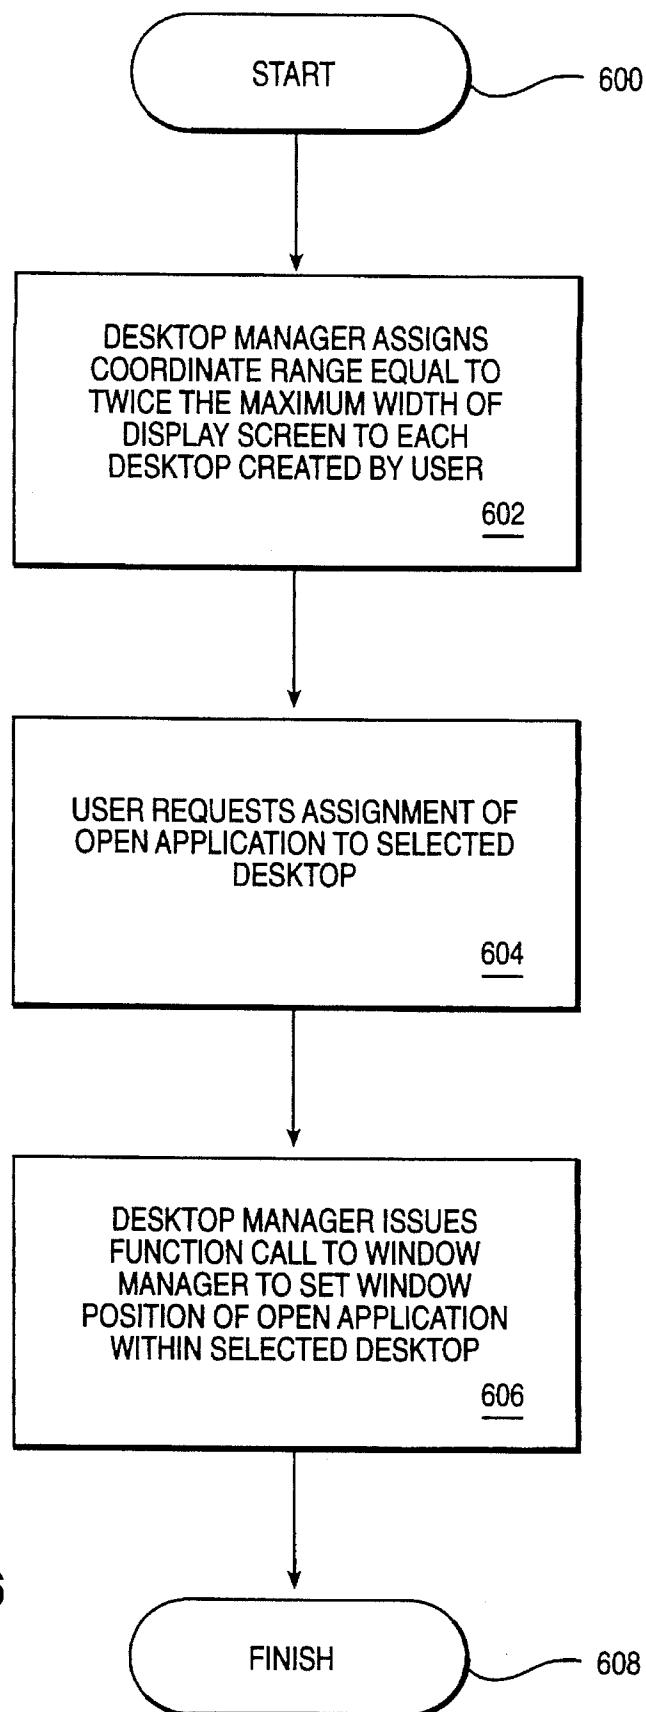 START
600
DESKTOP MANAGER ASSIGNS
COORDINATE RANGE EQUAL TO
TWICE THE MAXIMUM WIDTH OF
DISPLAY SCREEN TO EACH
DESKTOP CREATED BY USER
602
USER REQUESTS ASSIGNMENT OF
OPEN APPLICATION TO SELECTED
DESKTOP
604
DESKTOP MANAGER ISSUES
FUNCTION CALL TO WINDOW
MANAGER TO SET WINDOW
POSITION OF OPEN APPLICATION
WITHIN SELECTED DESKTOP
606
FINISH
608